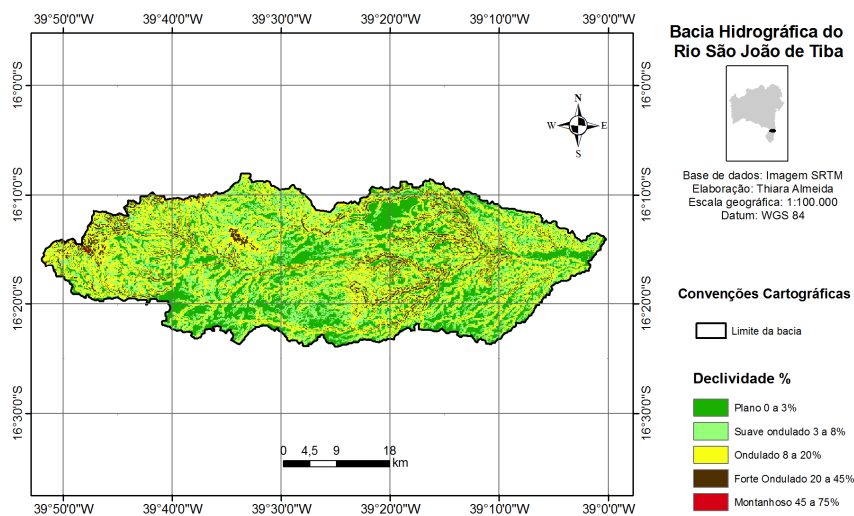 39°50'0"W 39°40'0"W 39°30'0"W 39°20'0"W 39°10'0"W 39°0'0"W
Bacia Hidrográfica do
Rio São João de Tiba
16°0'0"S 16°0'0"S
N
W E
S
Base de dados: Imagem SRTM
Elaboração: Thiara Almeida
Escala geográfica: 1:100.000
Datum: WGS 84
16°10'0"S 16°10'0"S
16°20'0"S 16°20'0"S
Convenções Cartográficas
Limite da bacia
Declividade %
Plano 0 a 3%
Suave ondulado 3 a 8%
Ondulado 8 a 20%
Forte Ondulado 20 a 45%
Montanhoso 45 a 75%
16°30'0"S 16°30'0"S
0 4,5 9 18
km
39°50'0"W 39°40'0"W 39°30'0"W 39°20'0"W 39°10'0"W 39°0'0"W